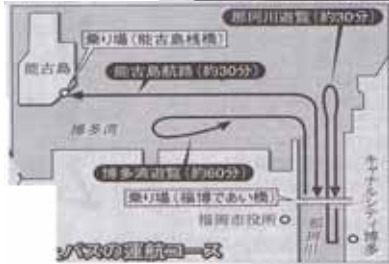 那珂川遊覧(約30分)
乗り場(能古島桟橋)
能古島
能古島航路(約30分)
博多湾
博多湾遊覧(約60分)
乗り場(福博であい橋)
福岡市役所
那珂川
キャナルシティ博多
バスの運航コース